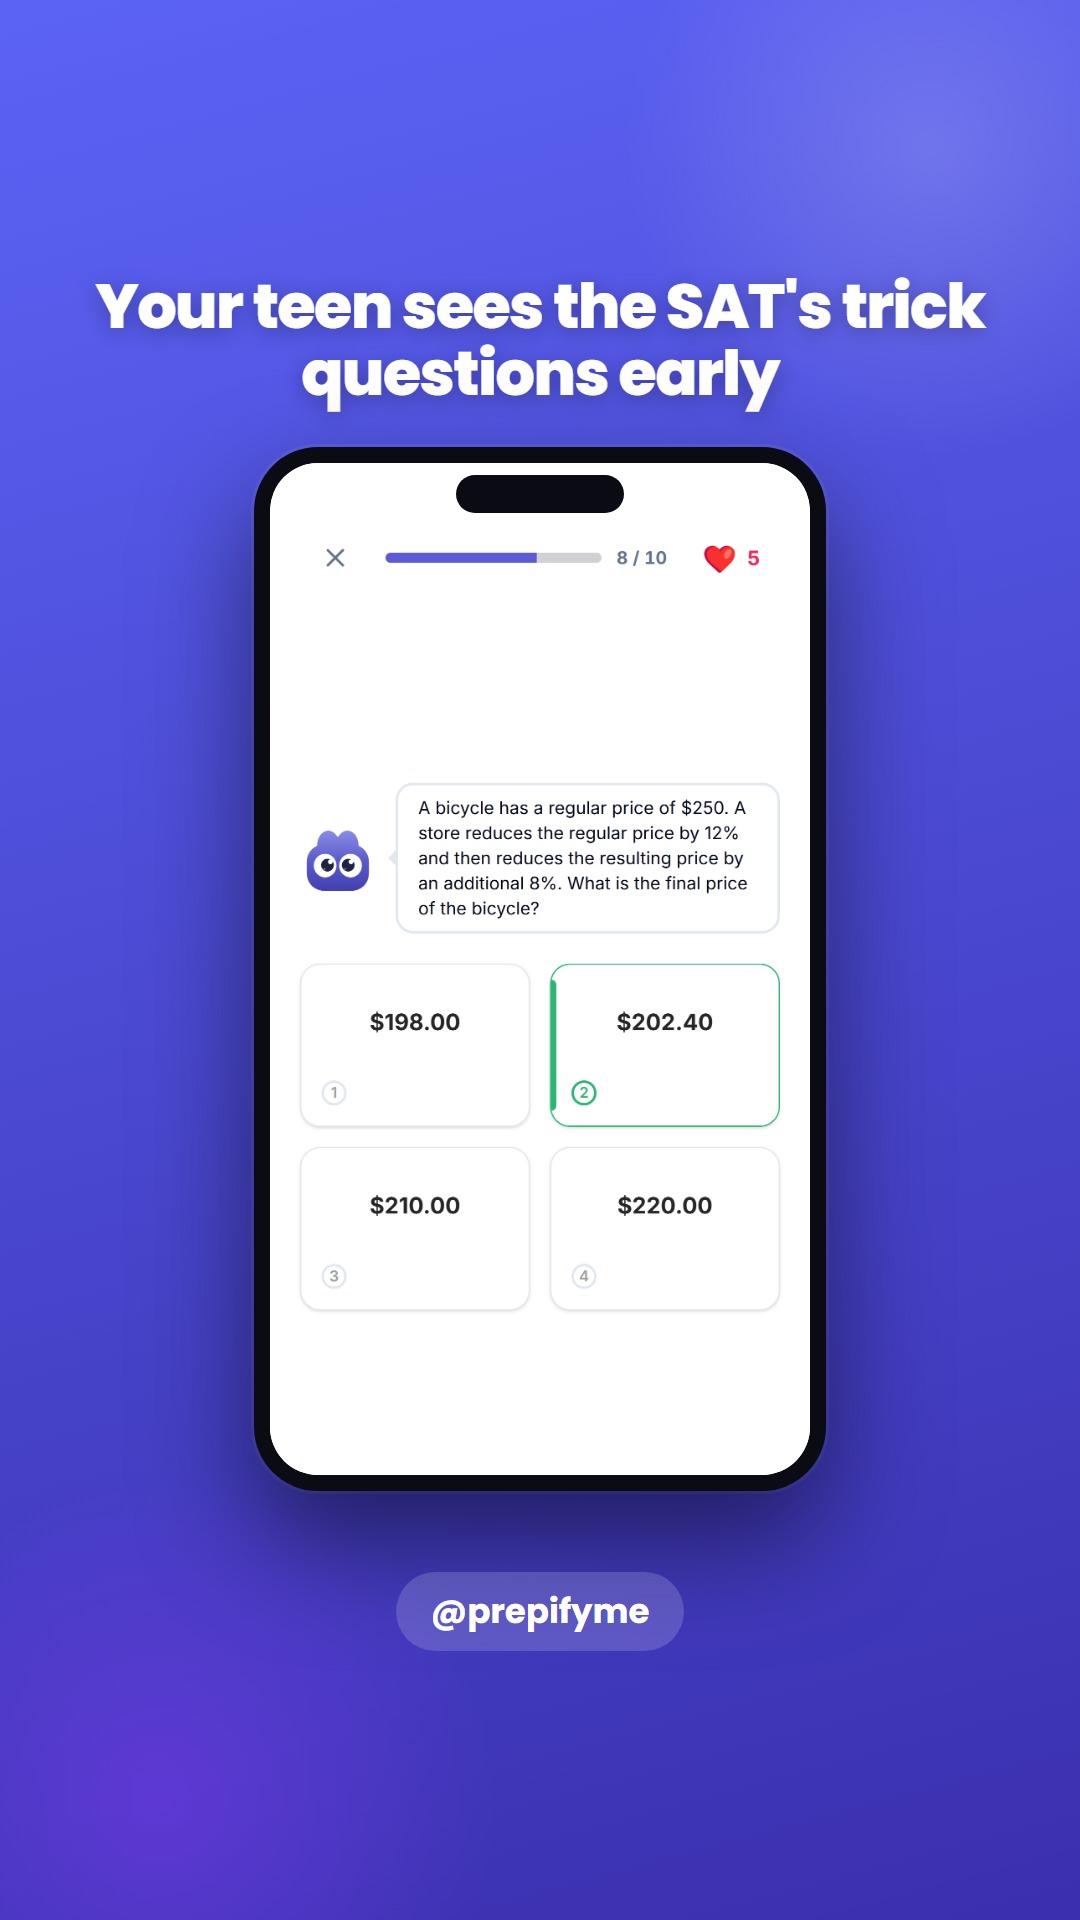 Your teen sees the SAT's trick
questions early
8 / 10
5
A bicycle has a regular price of $250. A
store reduces the regular price by 12%
and then reduces the resulting price by
an additional 8%. What is the final price
of the bicycle?
$198.00
1
$202.40
2
$210.00
3
$220.00
4
@prepifyme